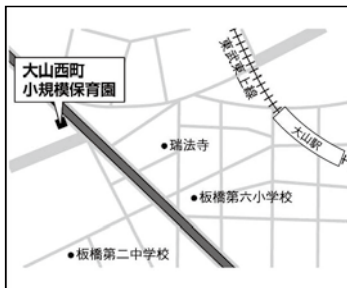 大山西町
小規模保育園
東武東上線
大山駅
●瑞法寺
●板橋第六小学校
●板橋第二中学校